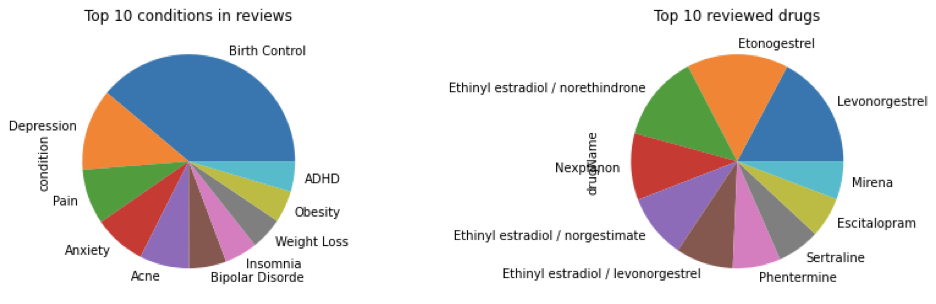 Top 10 conditions in reviews
Birth Control
Depression
condition
Pain
Anxiety
Acne
Bipolar Disorde
Insomnia
Weight Loss
Obesity
ADHD
Top 10 reviewed drugs
Etonogestrel
Levonorgestrel
Ethinyl estradiol / norethindrone
Nexplanon
drugName
Ethinyl estradiol / norgestimate
Ethinyl estradiol / levonorgestrel
Phentermine
Sertraline
Escitalopram
Mirena